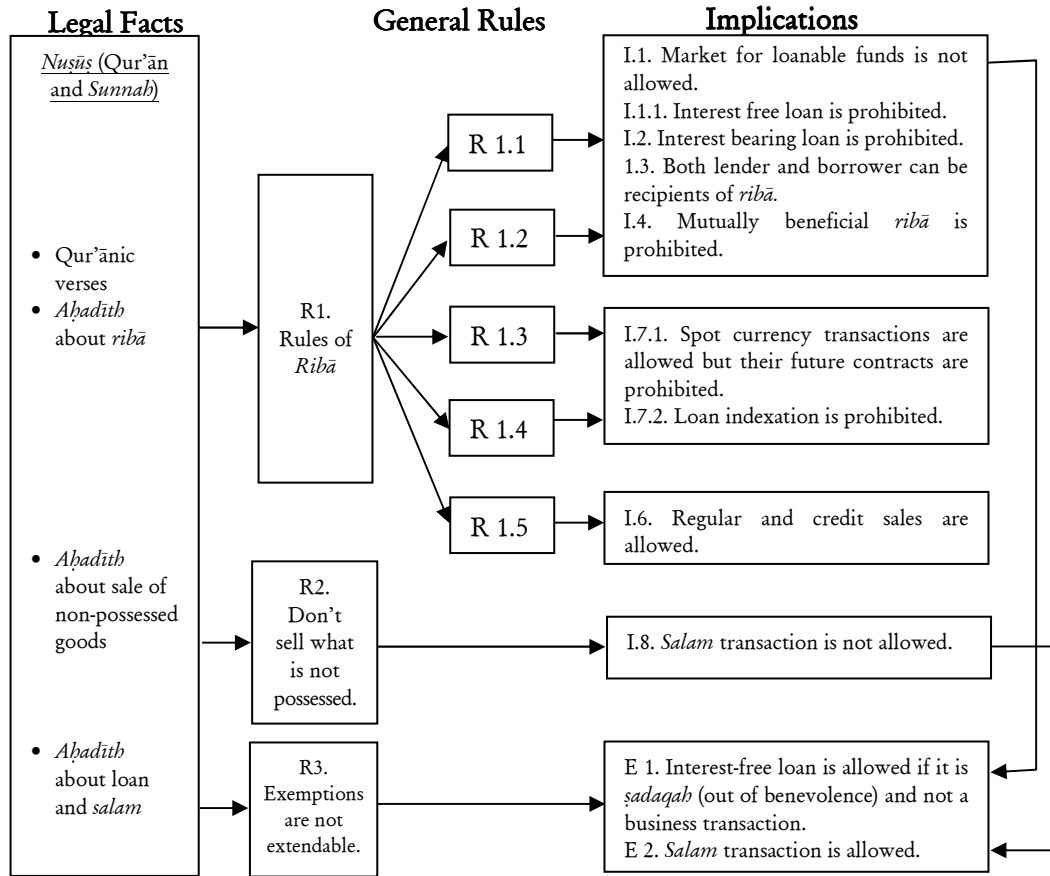 Legal Facts
General Rules
Implications
Nuṣūṣ (Qur’ān
and Sunnah)
• Qur’ānic
verses
• Aḥadīth
about ribā
• Aḥadīth
about sale of
non-possessed
goods
• Aḥadīth
about loan
and salam
R1.
Rules of
Ribā
R2.
Don’t
sell what
is not
possessed.
R3.
Exemptions
are not
extendable.
R 1.1
R 1.2
R 1.3
R 1.4
R 1.5
I.1. Market for loanable funds is not
allowed.
I.1.1. Interest free loan is prohibited.
I.2. Interest bearing loan is prohibited.
1.3. Both lender and borrower can be
recipients of ribā.
I.4. Mutually beneficial ribā is
prohibited.
I.7.1. Spot currency transactions are
allowed but their future contracts are
prohibited.
I.7.2. Loan indexation is prohibited.
I.6. Regular and credit sales are
allowed.
I.8. Salam transaction is not allowed.
E 1. Interest-free loan is allowed if it is
ṣadaqah (out of benevolence) and not a
business transaction.
E 2. Salam transaction is allowed.